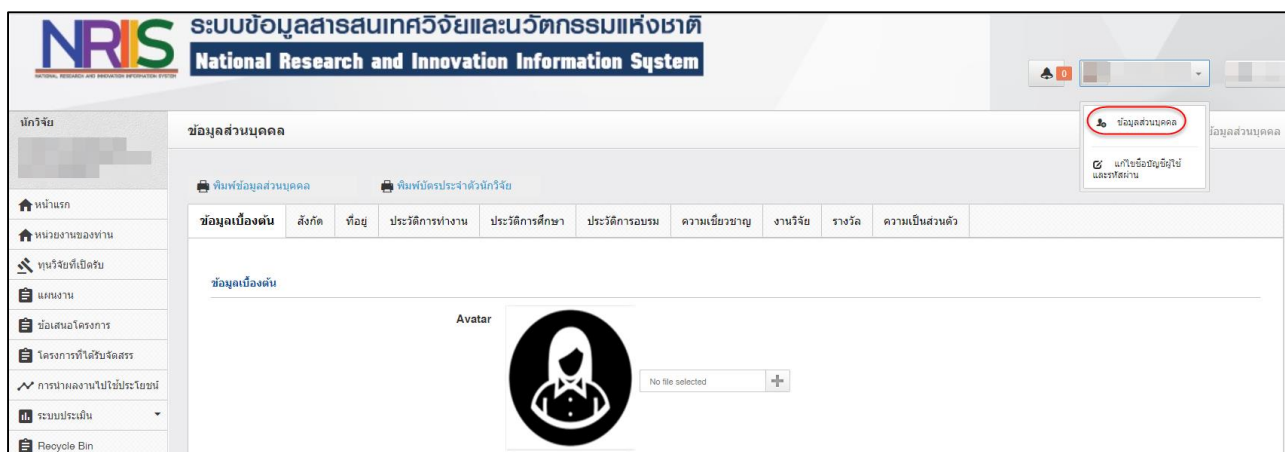 NRIS
NATIONAL RESEARCH AND INNOVATION INFORMATION SYSTEM
ระบบข้อมูลสารสนเทศวิจัยและนวัตกรรมแห่งชาติ
National Research and Innovation Information System
0
ข้อมูลส่วนบุคคล
แก้ไขชื่อบัญชีผู้ใช้
และรหัสผ่าน
นักวิจัย
ข้อมูลส่วนบุคคล
ข้อมูลส่วนบุคคล
พิมพ์ข้อมูลส่วนบุคคล
พิมพ์บัตรประจำตัวนักวิจัย
หน้าแรก
หน่วยงานของท่าน
ทุนวิจัยที่เปิดรับ
แผนงาน
ข้อเสนอโครงการ
โครงการที่ได้รับจัดสรร
การนำผลงานไปใช้ประโยชน์
ระบบประเมิน
Recycle Bin
ข้อมูลเบื้องต้น สังกัด ที่อยู่ ประวัติการทำงาน ประวัติการศึกษา ประวัติการอบรม ความเชี่ยวชาญ งานวิจัย รางวัล ความเป็นส่วนตัว
ข้อมูลเบื้องต้น
Avatar
No file selected